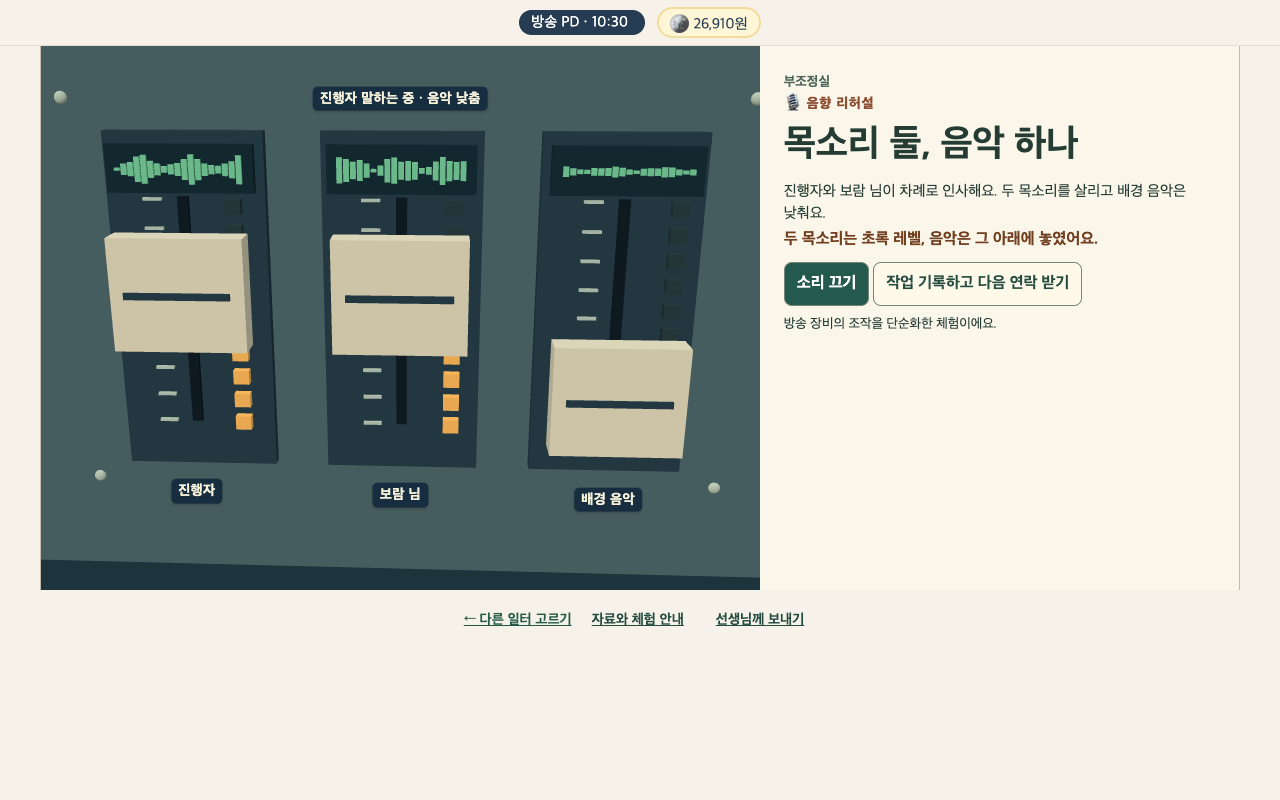 방송 PD · 10:30
26,910원
진행자 말하는 중 · 음악 낮춤
진행자
보람 님
배경 음악
부조정실
음향 리허설
목소리 둘, 음악 하나
진행자와 보람 님이 차례로 인사해요. 두 목소리를 살리고 배경 음악은
낮춰요.
두 목소리는 초록 레벨, 음악은 그 아래에 놓였어요.
소리 끄기
작업 기록하고 다음 연락 받기
방송 장비의 조작을 단순화한 체험이에요.
← 다른 일터 고르기
자료와 체험 안내
선생님께 보내기